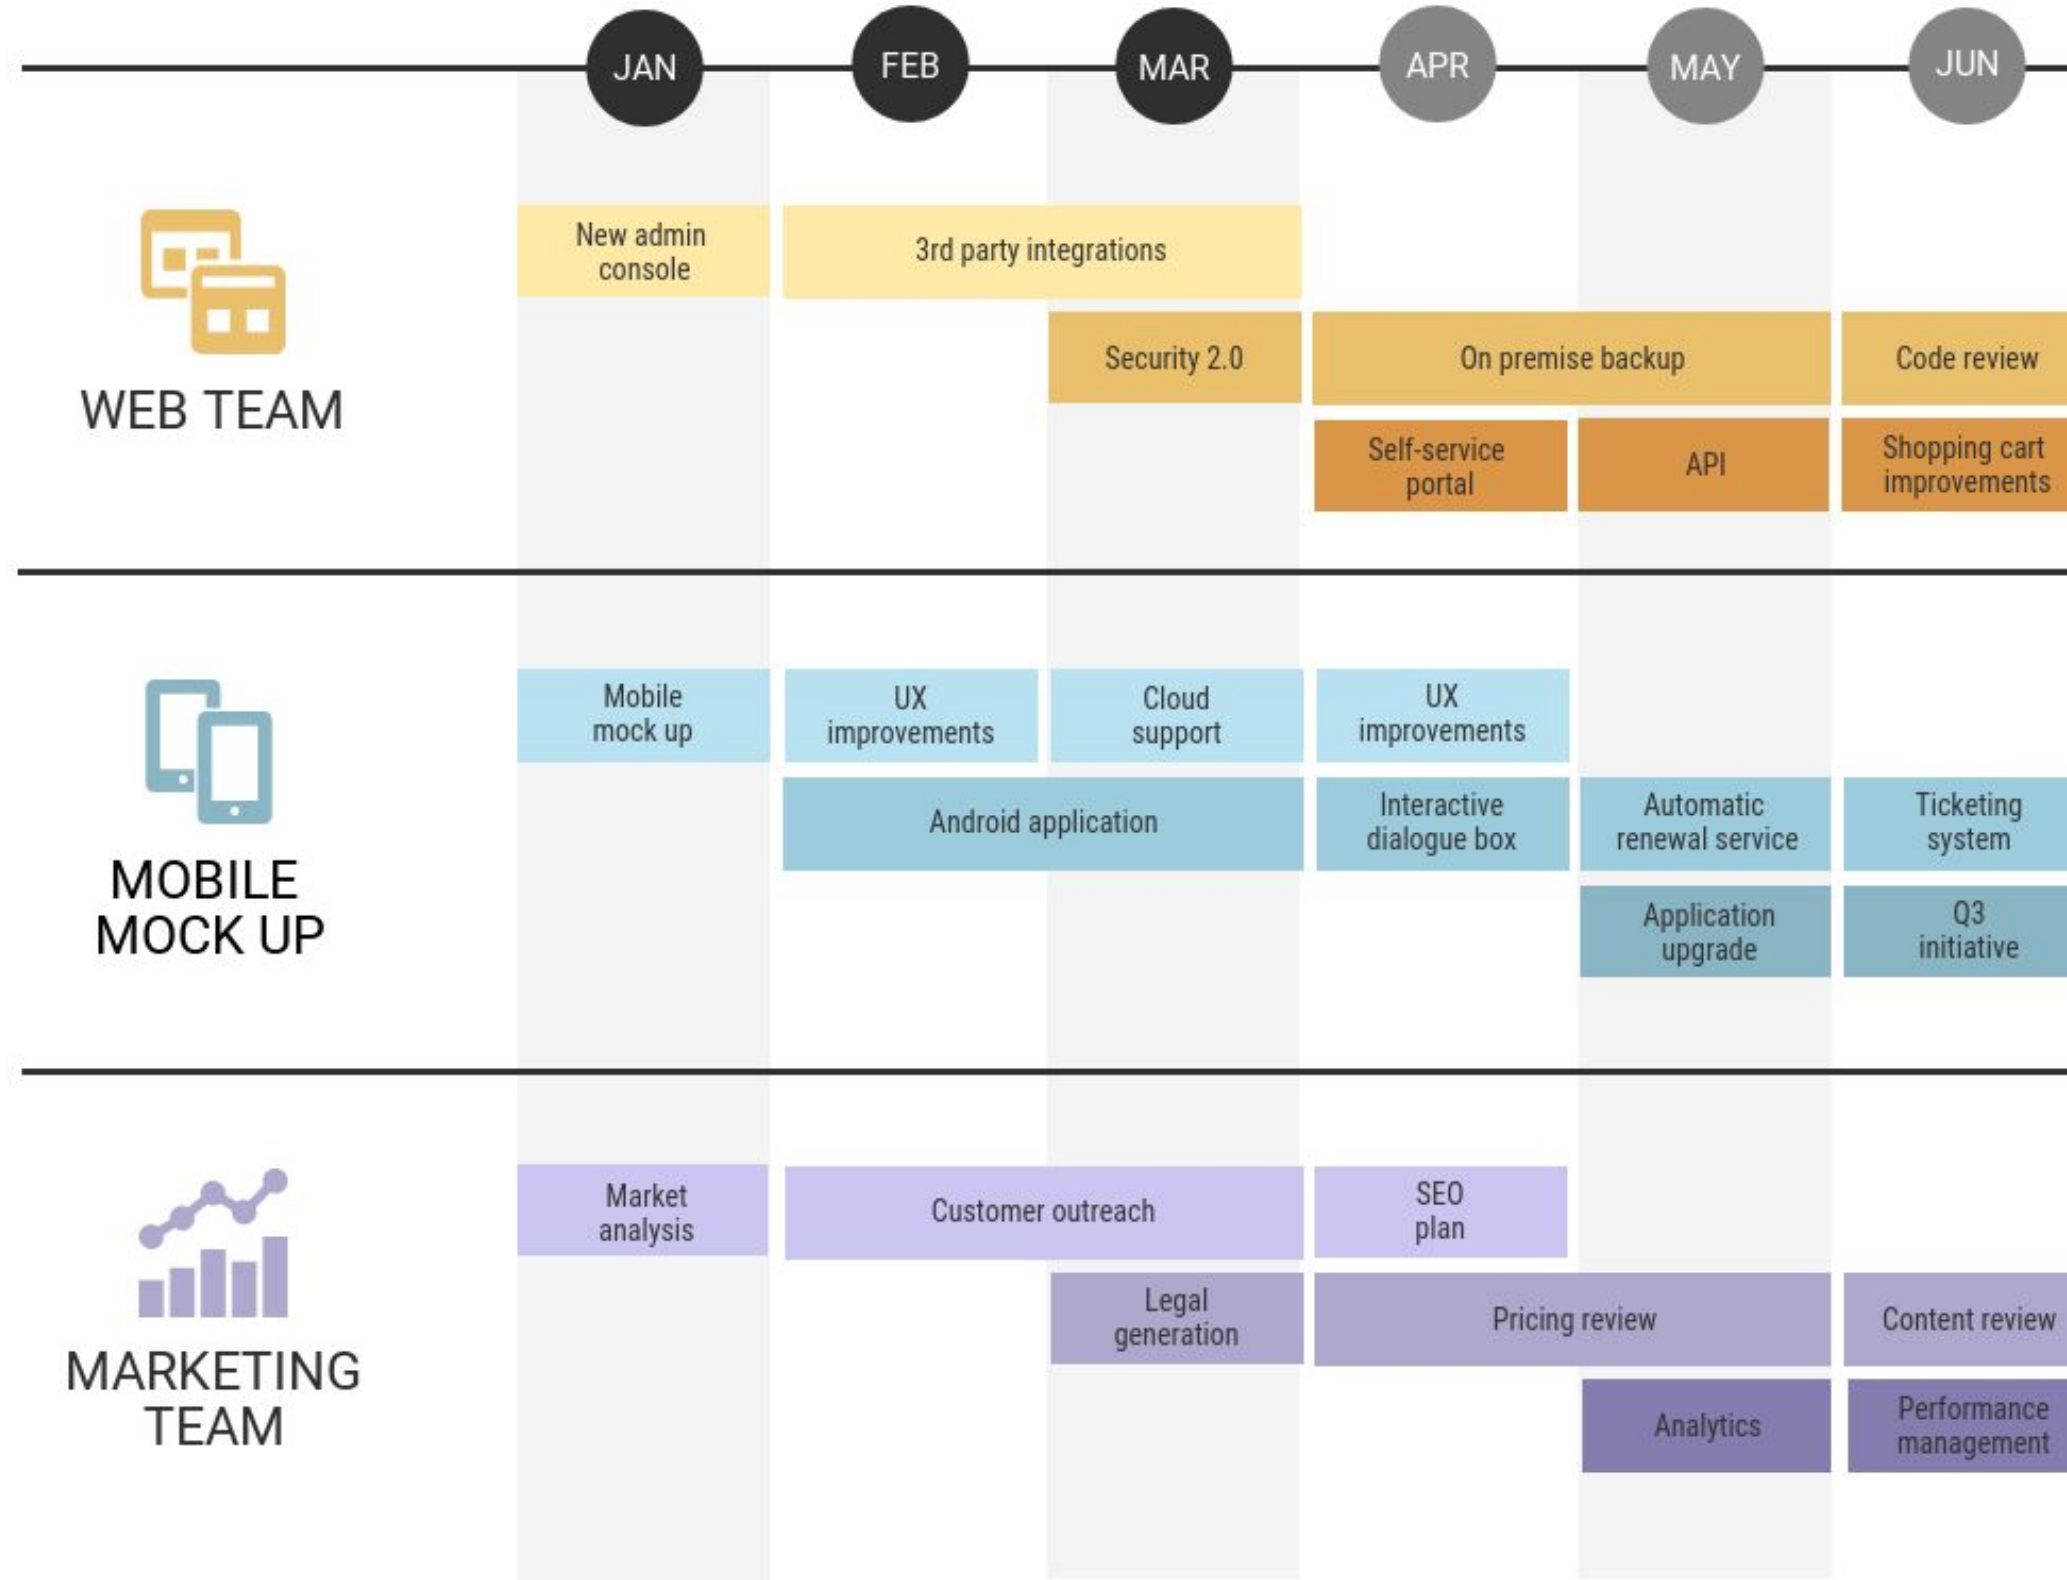 JAN
FEB
MAR
APR
MAY
JUN
WEB TEAM
New admin
console
3rd party integrations
Security 2.0
On premise backup
Code review
Self-service
portal
API
Shopping cart
improvements
MOBILE
MOCK UP
Mobile
mock up
UX
improvements
Cloud
support
UX
improvements
Android application
Interactive
dialogue box
Automatic
renewal service
Ticketing
system
Application
upgrade
Q3
initiative
MARKETING
TEAM
Market
analysis
Customer outreach
SEO
plan
Legal
generation
Pricing review
Content review
Analytics
Performance
management